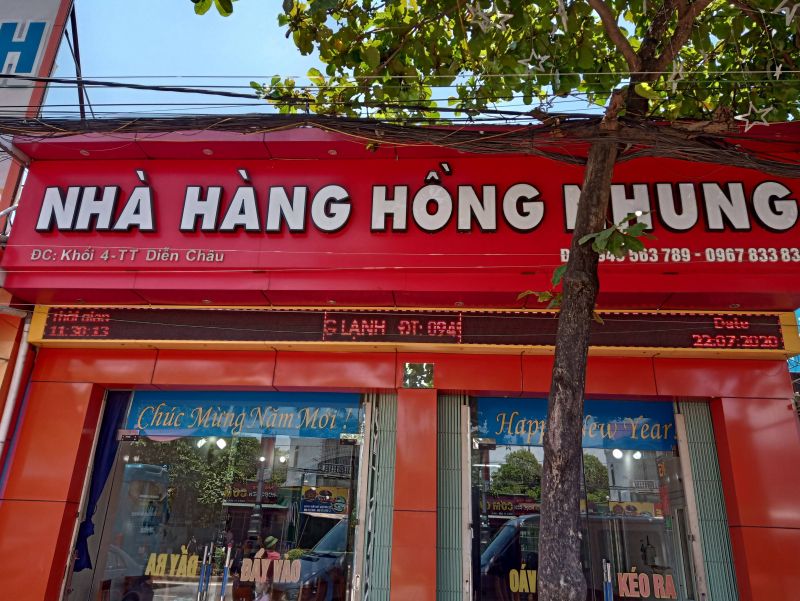 H
NHÀ HÀNG HỒNG NHUNG
ĐC: Khối 4-TT Diễn Châu
563 789 - 0967 833 83
Thời gian
11:30:13
G LẠNH ĐT: 094
Date
22:07:2020
Chúc Mừng Năm Mới !
Happy New Year!
ĐẨY RA
ĐẨY VÀO
KÉO RA